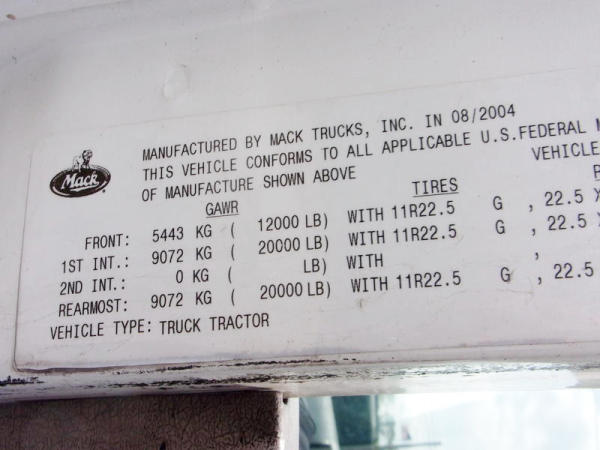 MANUFACTURED BY MACK TRUCKS, INC. IN 08/2004
THIS VEHICLE CONFORMS TO ALL APPLICABLE U.S.FEDERAL
OF MANUFACTURE SHOWN ABOVE VEHICLE
Mack
GAWR TIRES
FRONT: 5443 KG ( 12000 LB) WITH 11R22.5 G , 22.5 X
1ST INT.: 9072 KG ( 20000 LB) WITH 11R22.5 G , 22.5 X
2ND INT.: 0 KG ( LB) WITH ,
REARMOST: 9072 KG ( 20000 LB) WITH 11R22.5 G , 22.5
VEHICLE TYPE: TRUCK TRACTOR